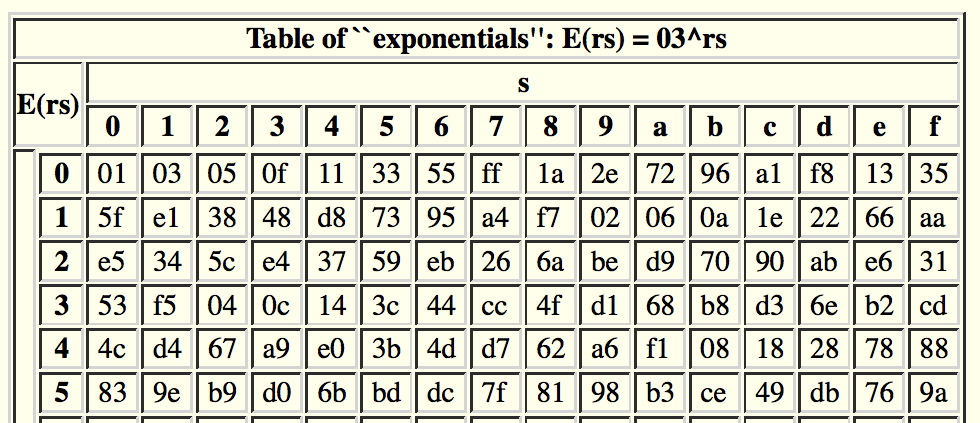 Table of ``exponentials'': E(rs) = 03^rs
E(rs) s
0 1 2 3 4 5 6 7 8 9 a b c d e f
0 01 03 05 0f 11 33 55 ff 1a 2e 72 96 a1 f8 13 35
1 5f e1 38 48 d8 73 95 a4 f7 02 06 0a 1e 22 66 aa
2 e5 34 5c e4 37 59 eb 26 6a be d9 70 90 ab e6 31
3 53 f5 04 0c 14 3c 44 cc 4f d1 68 b8 d3 6e b2 cd
4 4c d4 67 a9 e0 3b 4d d7 62 a6 f1 08 18 28 78 88
5 83 9e b9 d0 6b bd dc 7f 81 98 b3 ce 49 db 76 9a